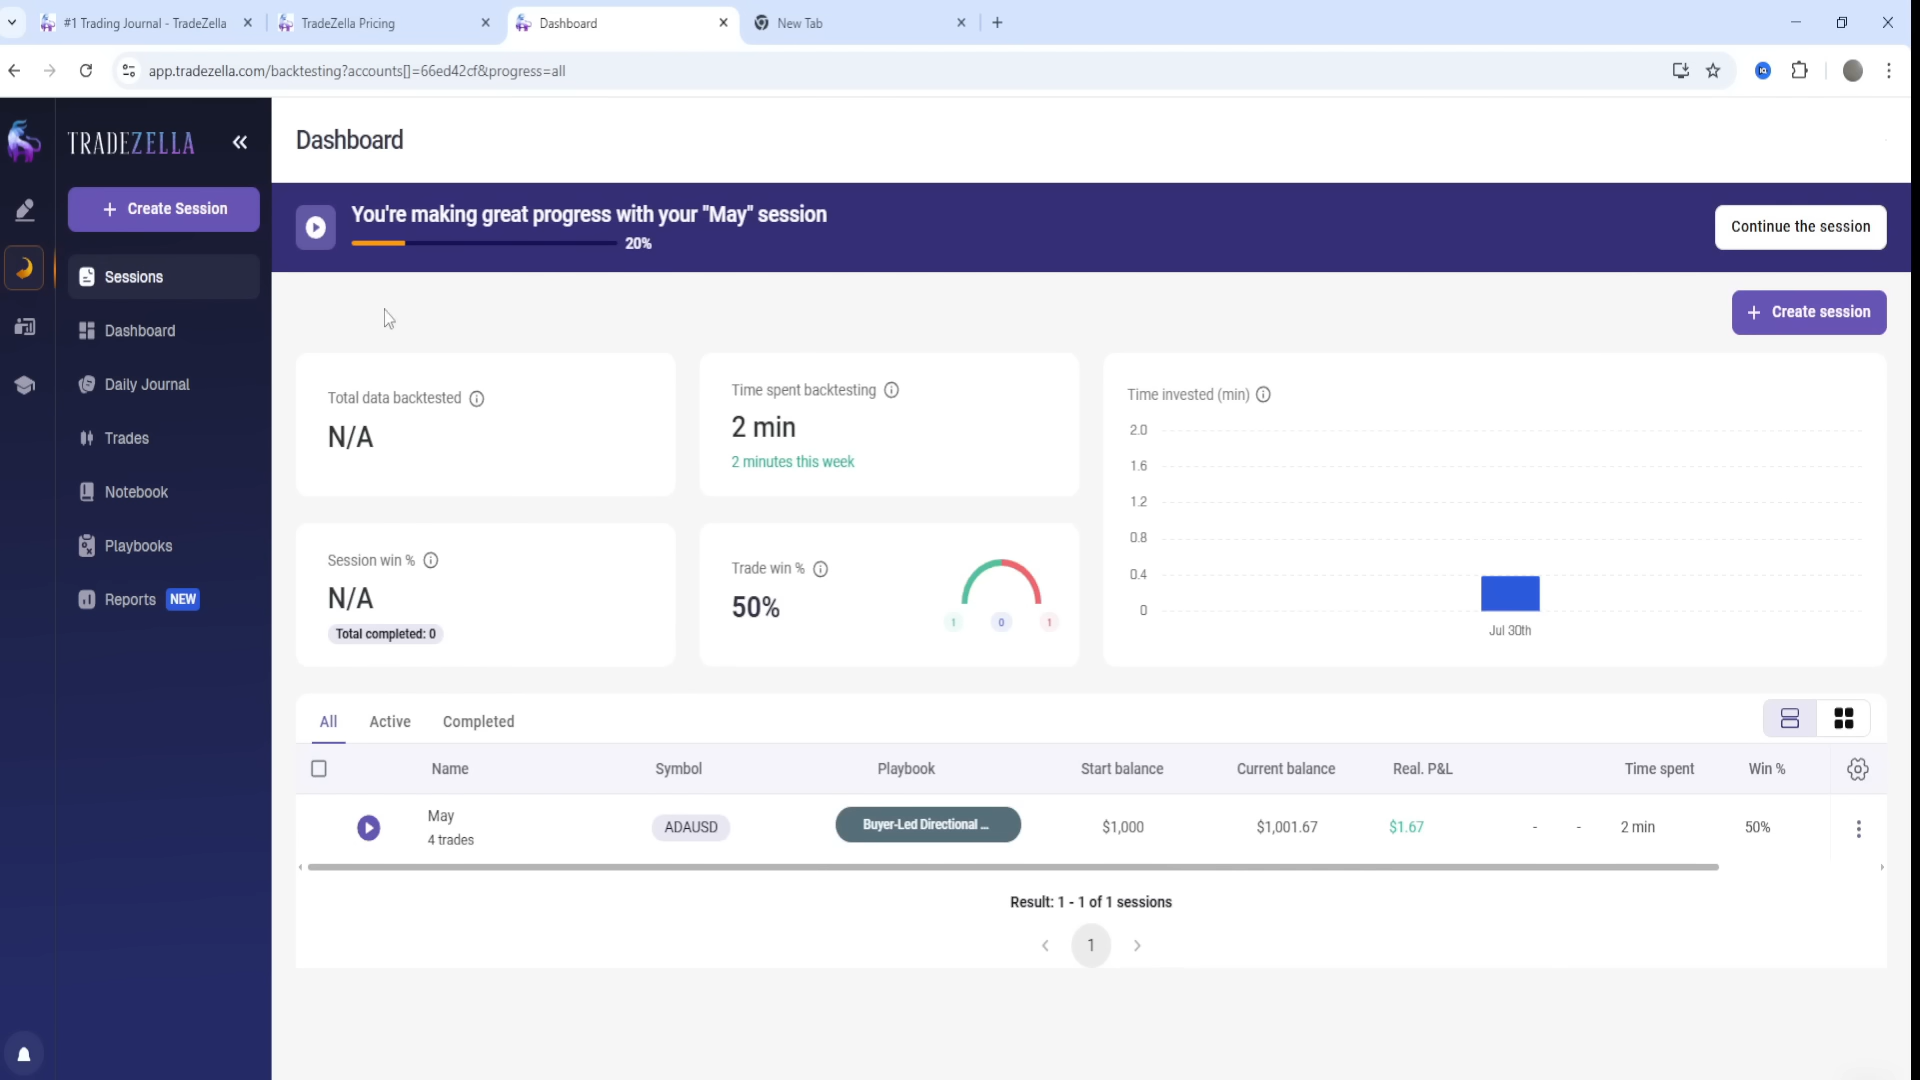 #1 Trading Journal - TradeZella
TradeZella Pricing
Dashboard
New Tab
app.tradezella.com/backtesting?accounts[]=66ed42cf&progress=all
TRADEZELLA
Create Session
Sessions
Dashboard
Daily Journal
Trades
Notebook
Playbooks
Reports NEW
Dashboard
You're making great progress with your "May" session
20%
Continue the session
Create session
Total data backtested
N/A
Time spent backtesting
2 min
2 minutes this week
Session win %
N/A
Total completed: 0
Trade win %
50%
1 0 1
Time invested (min)
2.0
1.6
1.2
0.8
0.4
0
Jul 30th
All Active Completed
Name Symbol Playbook Start balance Current balance Real. P&L Time spent Win %
May
4 trades
ADAUSD
Buyer-Led Directional ...
$1,000
$1,001.67
$1.67
- -
2 min
50%
Result: 1 - 1 of 1 sessions
1